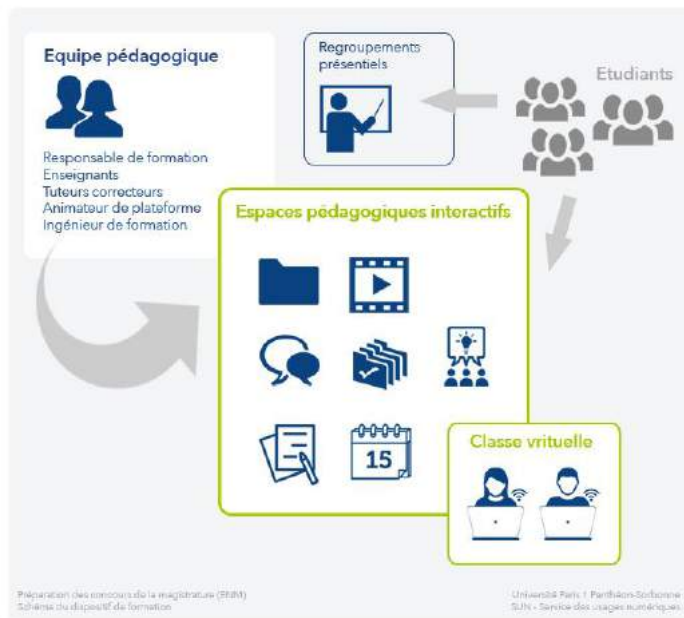 Equipe pédagogique
Responsable de formation
Enseignants
Tuteurs correcteurs
Animateur de plateforme
Ingénieur de formation
Regroupements
présentiels
Etudiants
Espaces pédagogiques interactifs
15
Classe vrituelle
Préparation des concours de la magistrature (ENM)
Schéma du dispositif de formation
Université Paris 1 Panthéon-Sorbonne
SUN - Service des usages numériques